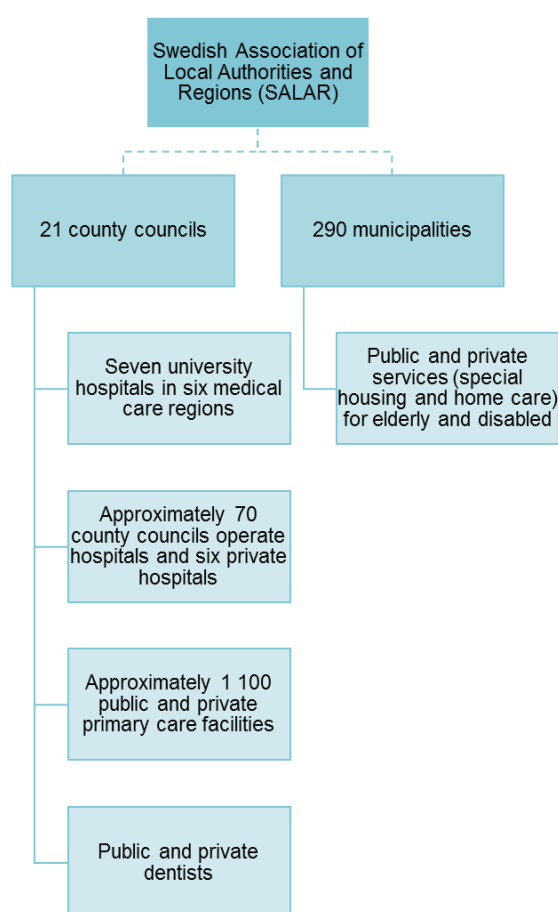 Swedish Association of
Local Authorities and
Regions (SALAR)
21 county councils
290 municipalities
Seven university
hospitals in six medical
care regions
Public and private
services (special
housing and home care)
for elderly and disabled
Approximately 70
county councils operate
hospitals and six private
hospitals
Approximately 1 100
public and private
primary care facilities
Public and private
dentists